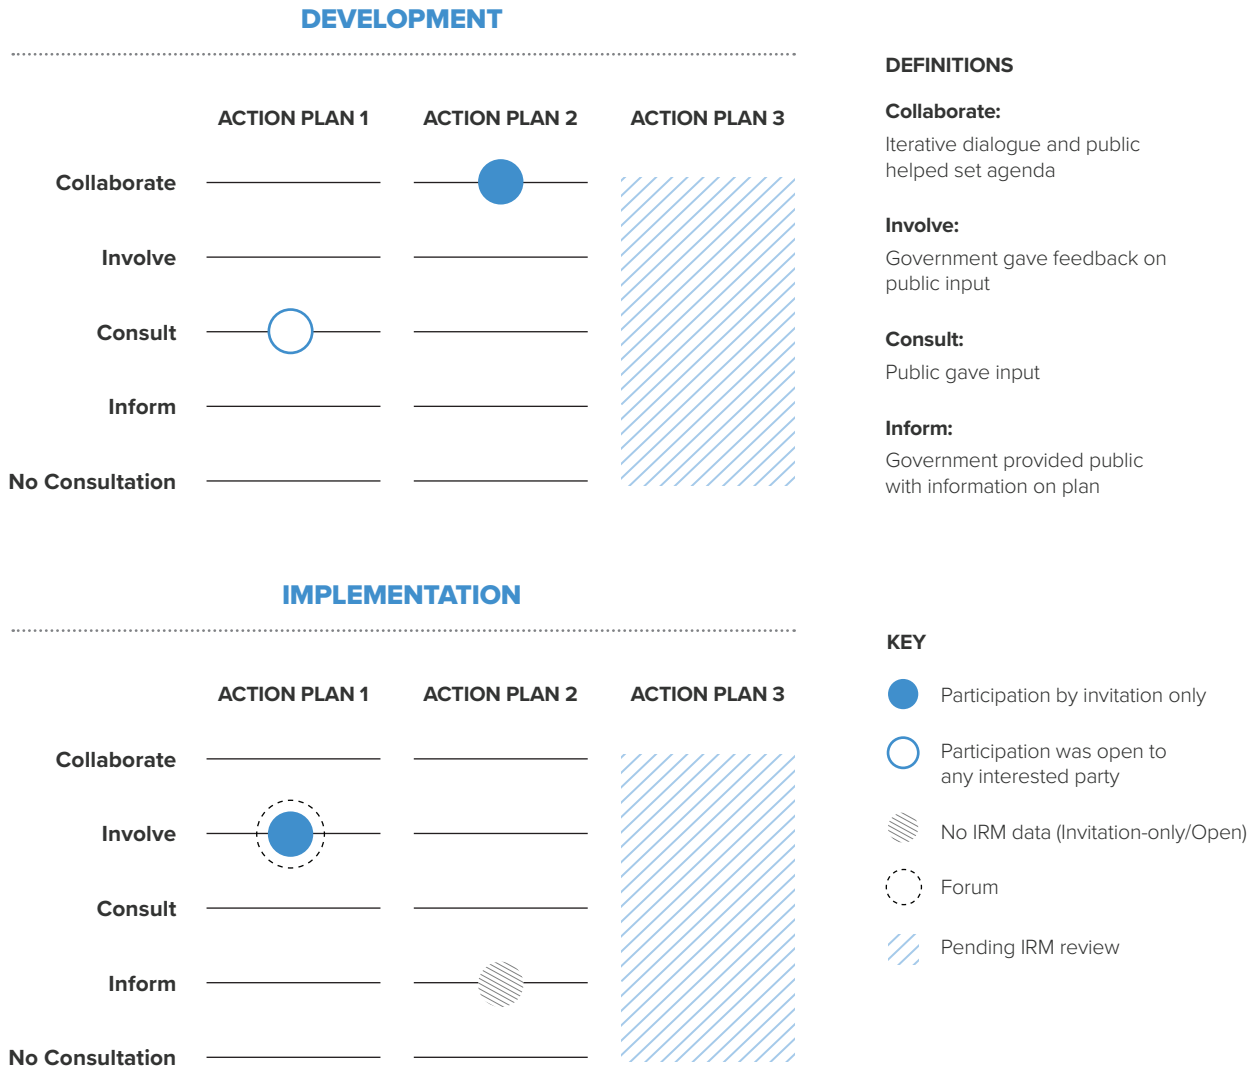 DEVELOPMENT
ACTION PLAN 1
ACTION PLAN 2
ACTION PLAN 3
Collaborate
Involve
Consult
Inform
No Consultation
DEFINITIONS
Collaborate:
Iterative dialogue and public
helped set agenda
Involve:
Government gave feedback on
public input
Consult:
Public gave input
Inform:
Government provided public
with information on plan
IMPLEMENTATION
ACTION PLAN 1
ACTION PLAN 2
ACTION PLAN 3
Collaborate
Involve
Consult
Inform
No Consultation
KEY
Participation by invitation only
Participation was open to
any interested party
No IRM data (Invitation-only/Open)
Forum
Pending IRM review